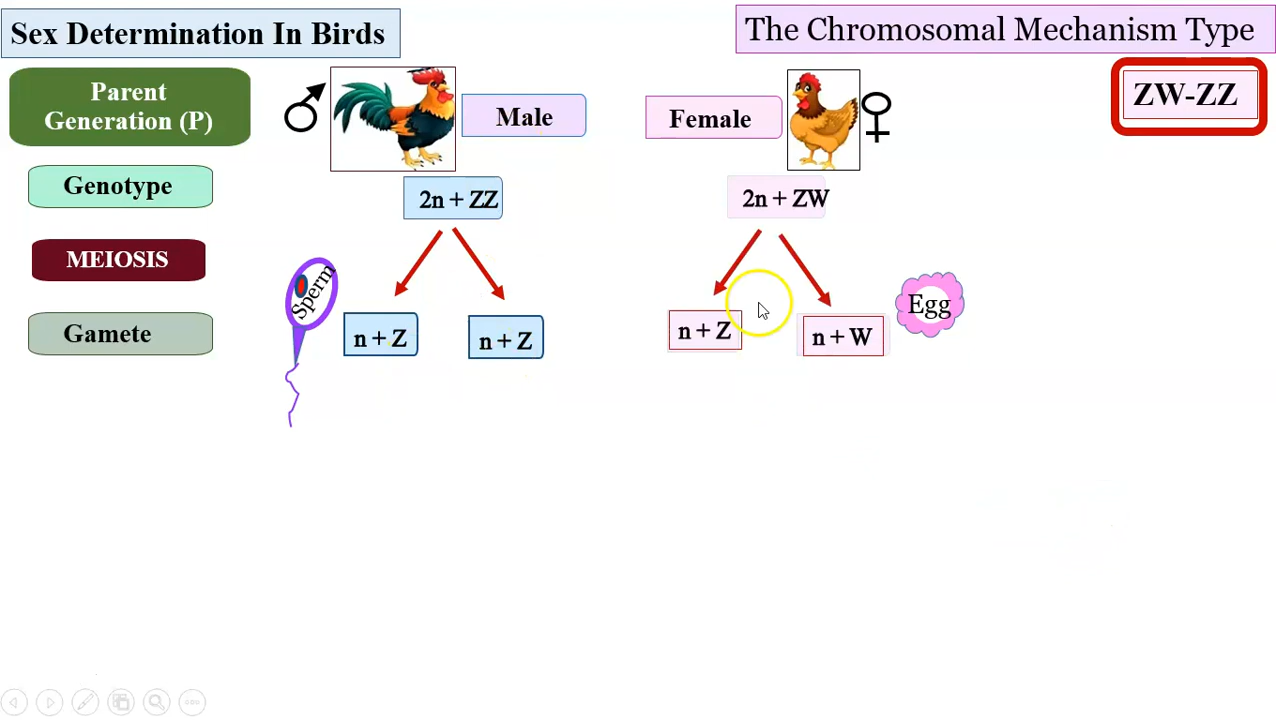 Sex Determination In Birds
The Chromosomal Mechanism Type
Parent
Generation (P)
Male
Female
ZW-ZZ
Genotype
2n + ZZ
2n + ZW
MEIOSIS
Sperm
Egg
Gamete
n + Z
n + Z
n + Z
n + W